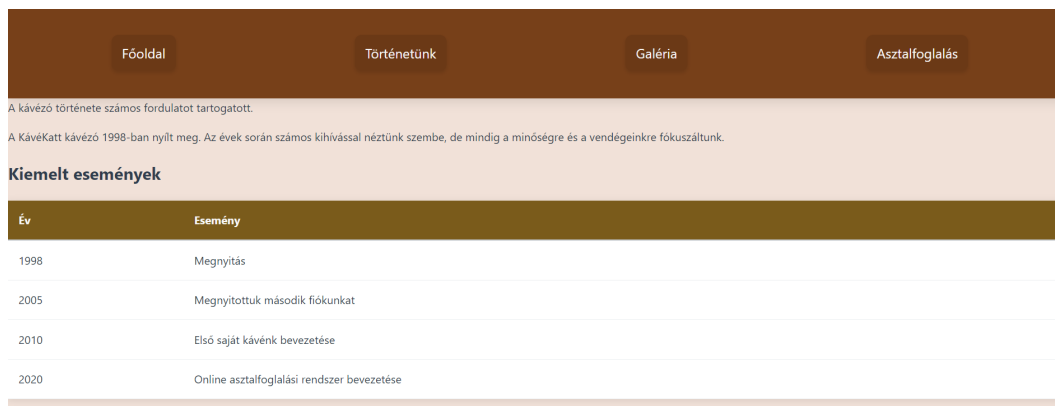 Főoldal Történetünk Galéria Asztalfoglalás
A kávézó története számos fordulatot tartogatott.
A KávéKatt kávézó 1998-ban nyílt meg. Az évek során számos kihívással néztünk szembe, de mindig a minőségre és a vendégeinkre fókuszáltunk.
Kiemelt események
Év Esemény
1998 Megnyitás
2005 Megnyitottuk második fiókunkat
2010 Első saját kávénk bevezetése
2020 Online asztalfoglalási rendszer bevezetése